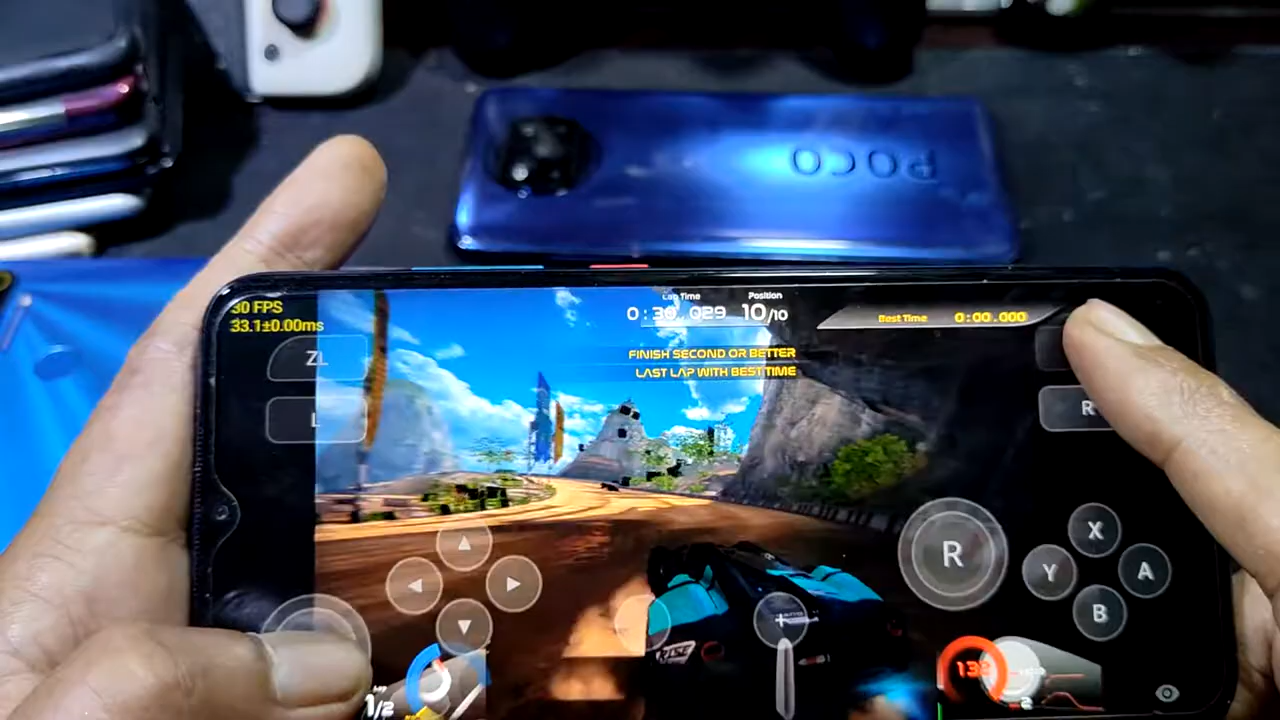 POCO
30 FPS
33.1±0.00ms
Lap Time
Position
0:30.029
10/10
Best Time
0:00.000
FINISH SECOND OR BETTER
LAST LAP WITH BEST TIME
ZL
L
R
R
X
Y
A
B
RISE
132
1/2